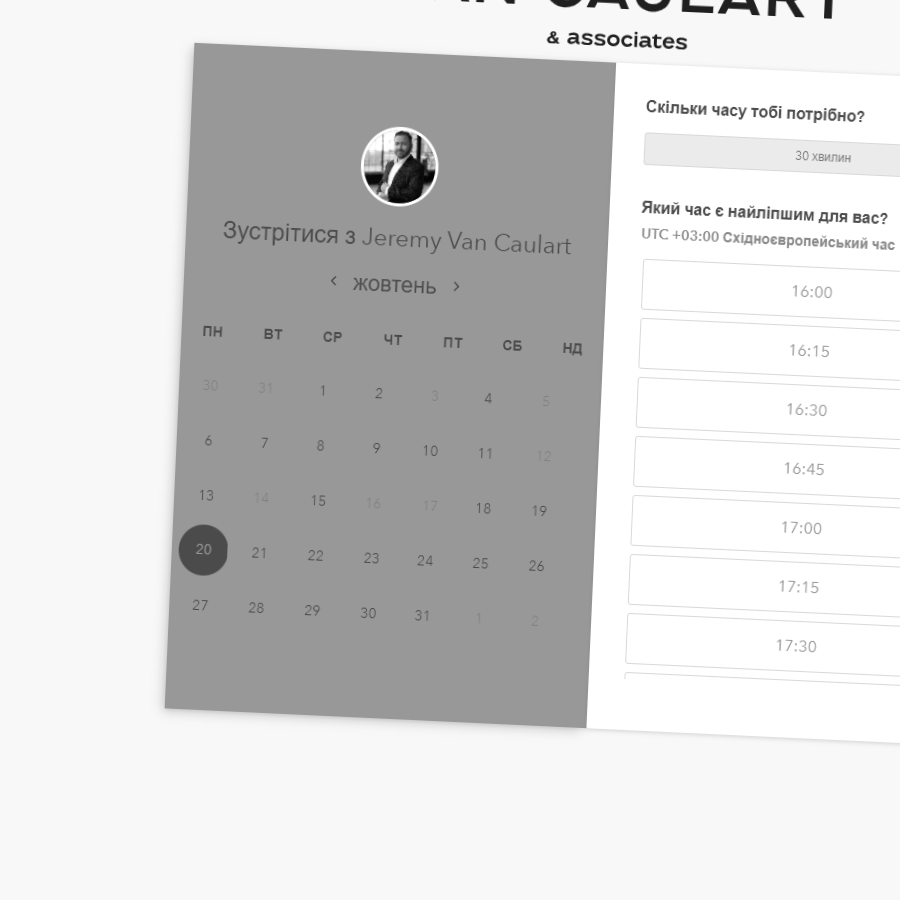 CAULART
& associates
Зустрітися з Jeremy Van Caulart
жовтень
ПН ВТ СР ЧТ ПТ СБ НД
30 31 1 2 3 4 5
6 7 8 9 10 11 12
13 14 15 16 17 18 19
20 21 22 23 24 25 26
27 28 29 30 31 1 2
Скільки часу тобі потрібно?
30 хвилин
Який час є найліпшим для вас?
UTC +03:00 Східноєвропейський час
16:00
16:15
16:30
16:45
17:00
17:15
17:30